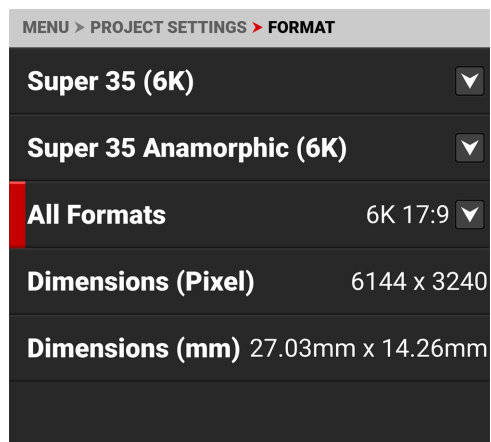 MENU > PROJECT SETTINGS > FORMAT
Super 35 (6K)
Super 35 Anamorphic (6K)
All Formats 6K 17:9
Dimensions (Pixel) 6144 x 3240
Dimensions (mm) 27.03mm x 14.26mm